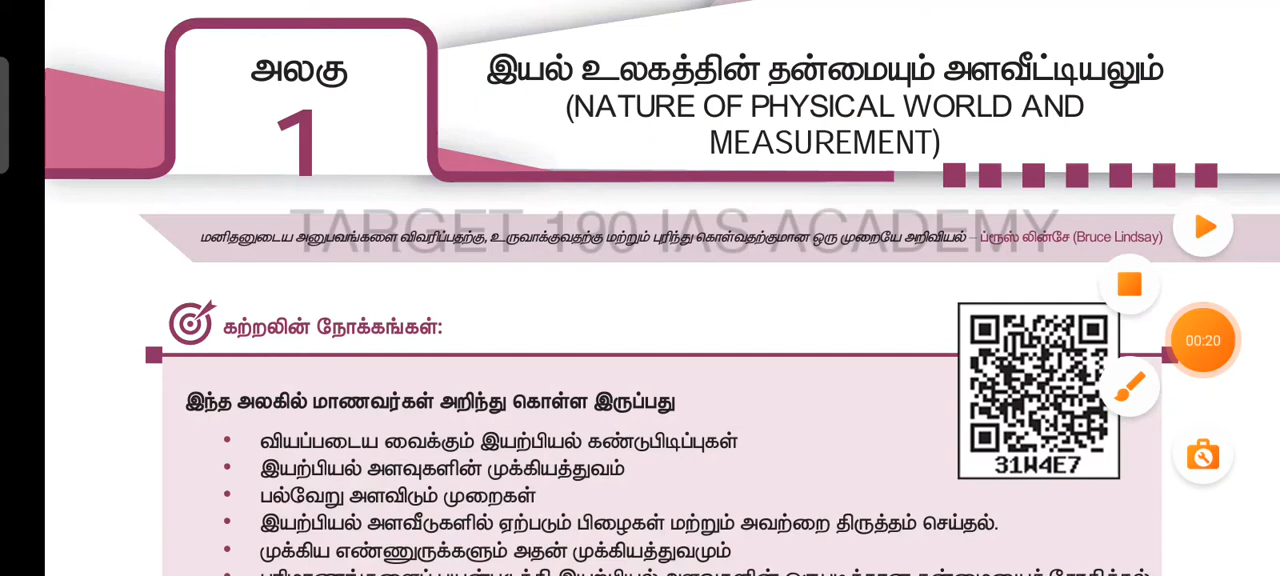 அலகு
1
இயல் உலகத்தின் தன்மையும் அளவீட்டியலும்
(NATURE OF PHYSICAL WORLD AND
MEASUREMENT)
TARGET 100 IAS ACADEMY
மனிதனுடைய அனுபவங்களை விவரிப்பதற்கு, உருவாக்குவதற்கு மற்றும் புரிந்து கொள்வதற்குமான ஒரு முறையே அறிவியல் – ப்ரூஸ் லின்சே (Bruce Lindsay)
கற்றலின் நோக்கங்கள்:
00:20
இந்த அலகில் மாணவர்கள் அறிந்து கொள்ள இருப்பது
• வியப்படைய வைக்கும் இயற்பியல் கண்டுபிடிப்புகள்
• இயற்பியல் அளவுகளின் முக்கியத்துவம்
31W4E7
• பல்வேறு அளவிடும் முறைகள்
• இயற்பியல் அளவீடுகளில் ஏற்படும் பிழைகள் மற்றும் அவற்றை திருத்தம் செய்தல்.
• முக்கிய எண்ணுருக்களும் அதன் முக்கியத்துவமும்